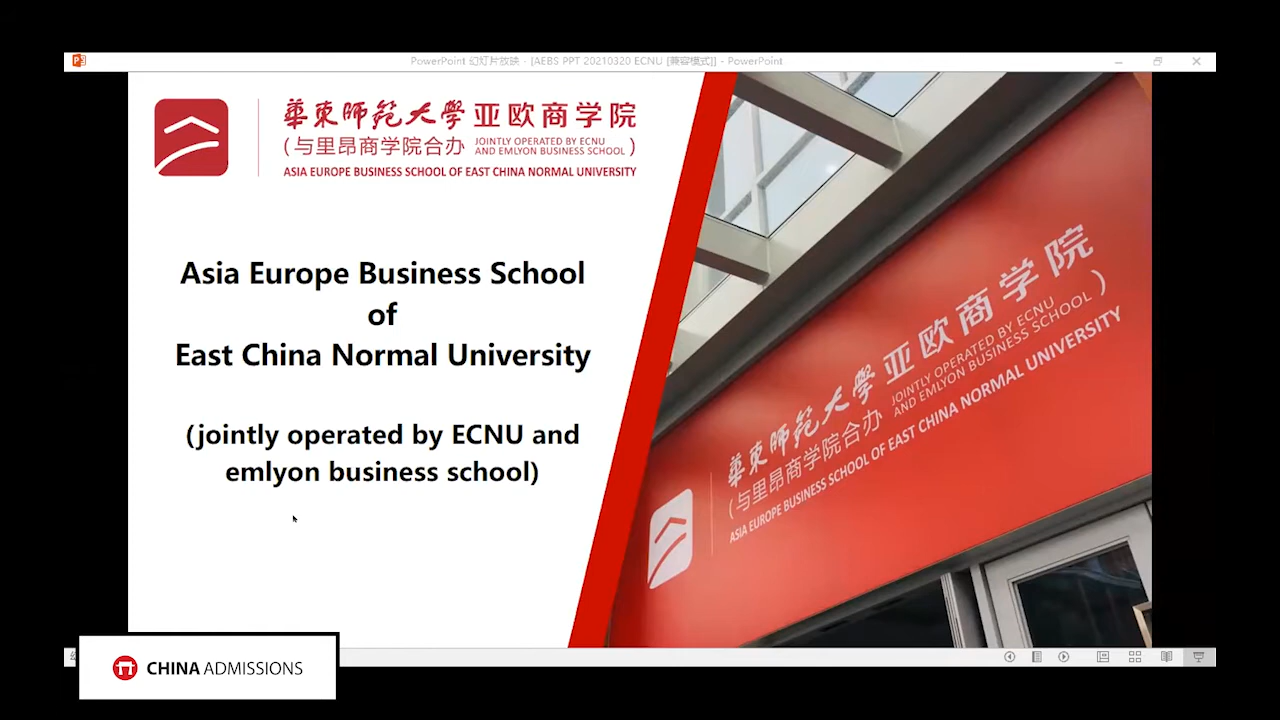 PowerPoint 幻灯片放映 - [AEBS PPT 20210320 ECNU [兼容模式]] - PowerPoint
華東师范大學 亚欧商学院
(与里昂商学院合办 JOINTLY OPERATED BY ECNU
AND EMLYON BUSINESS SCHOOL )
ASIA EUROPE BUSINESS SCHOOL OF EAST CHINA NORMAL UNIVERSITY
Asia Europe Business School
of
East China Normal University
(jointly operated by ECNU and
emlyon business school)
華東师范大學 亚欧商学院
(与里昂商学院合办 JOINTLY OPERATED BY ECNU
AND EMLYON BUSINESS SCHOOL )
ASIA EUROPE BUSINESS SCHOOL OF EAST CHINA NORMAL UNIVERSITY
CHINA ADMISSIONS